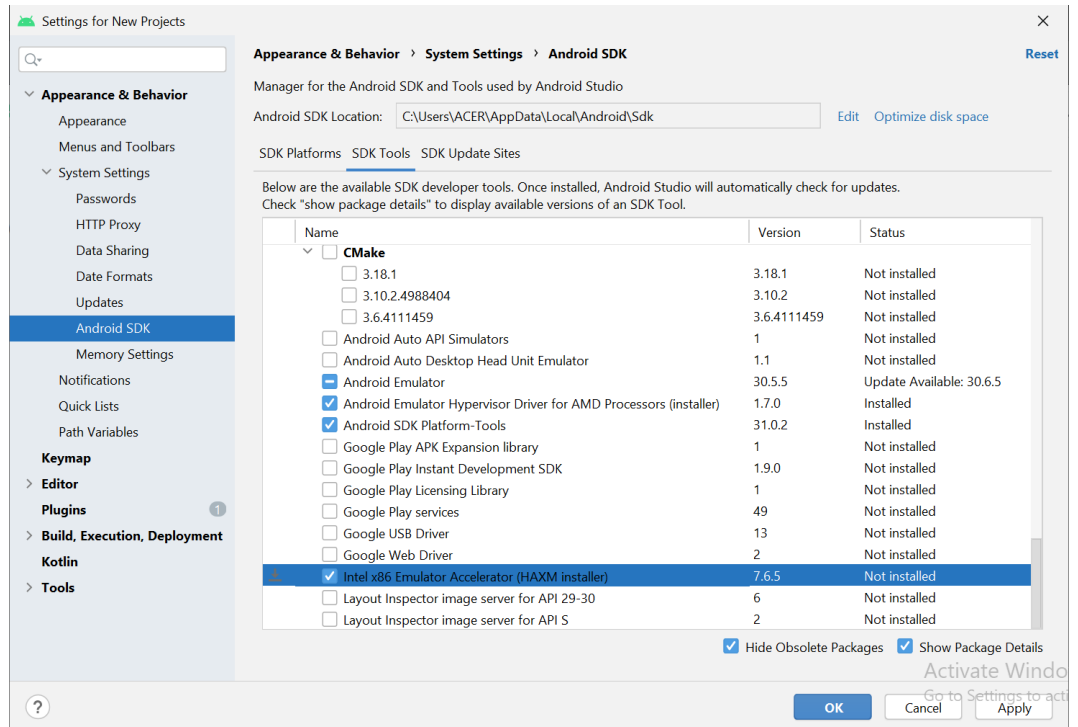 Settings for New Projects
Appearance & Behavior
Appearance
Menus and Toolbars
System Settings
Passwords
HTTP Proxy
Data Sharing
Date Formats
Updates
Android SDK
Memory Settings
Notifications
Quick Lists
Path Variables
Keymap
Editor
Plugins 1
Build, Execution, Deployment
Kotlin
Tools
Appearance & Behavior › System Settings › Android SDK Reset
Manager for the Android SDK and Tools used by Android Studio
Android SDK Location: C:\Users\ACER\AppData\Local\Android\Sdk Edit Optimize disk space
SDK Platforms SDK Tools SDK Update Sites
Below are the available SDK developer tools. Once installed, Android Studio will automatically check for updates.
Check "show package details" to display available versions of an SDK Tool.
Name Version Status
CMake
3.18.1 3.18.1 Not installed
3.10.2.4988404 3.10.2 Not installed
3.6.4111459 3.6.4111459 Not installed
Android Auto API Simulators 1 Not installed
Android Auto Desktop Head Unit Emulator 1.1 Not installed
Android Emulator 30.5.5 Update Available: 30.6.5
Android Emulator Hypervisor Driver for AMD Processors (installer) 1.7.0 Installed
Android SDK Platform-Tools 31.0.2 Installed
Google Play APK Expansion library 1 Not installed
Google Play Instant Development SDK 1.9.0 Not installed
Google Play Licensing Library 1 Not installed
Google Play services 49 Not installed
Google USB Driver 13 Not installed
Google Web Driver 2 Not installed
Intel x86 Emulator Accelerator (HAXM installer) 7.6.5 Not installed
Layout Inspector image server for API 29-30 6 Not installed
Layout Inspector image server for API S 2 Not installed
Hide Obsolete Packages Show Package Details
Activate Windo
Go to Settings to acti
? OK Cancel Apply